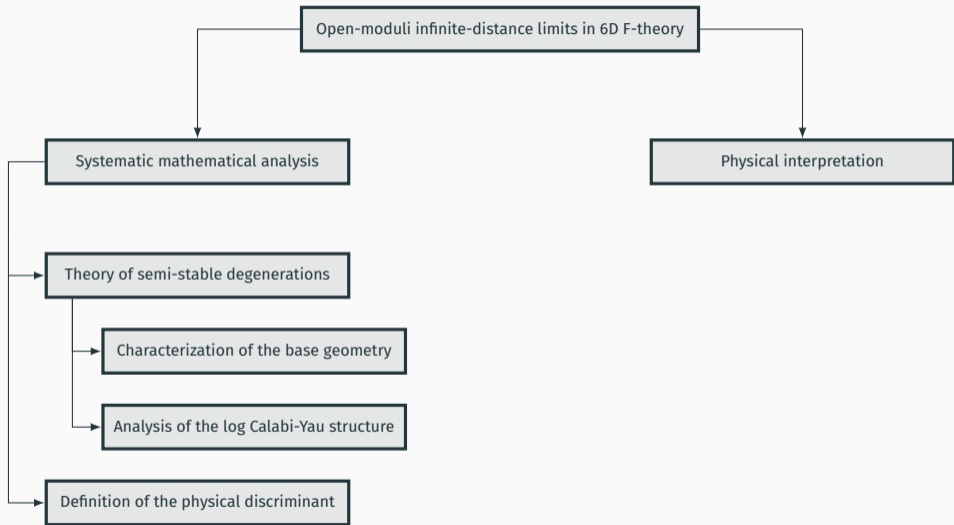 Open-moduli infinite-distance limits in 6D F-theory
Systematic mathematical analysis
Physical interpretation
Theory of semi-stable degenerations
Characterization of the base geometry
Analysis of the log Calabi-Yau structure
Definition of the physical discriminant